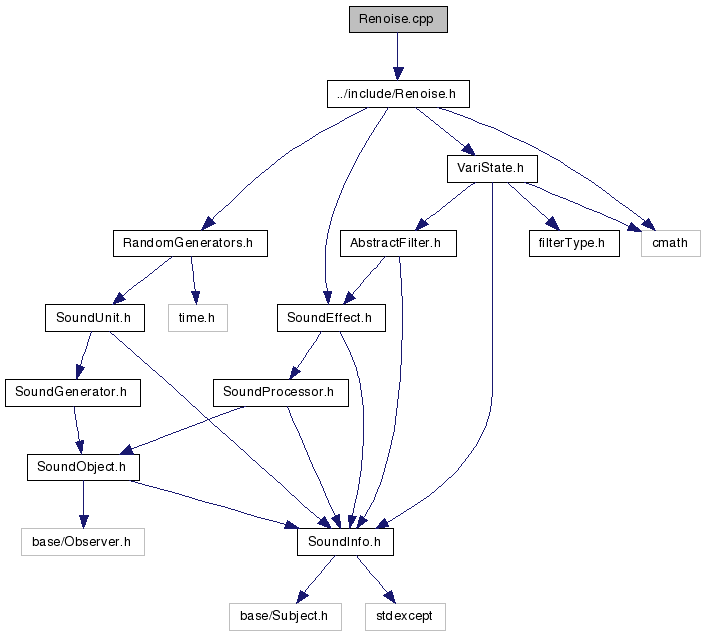 Renoise.cpp
../include/Renoise.h
VariState.h
RandomGenerators.h
AbstractFilter.h
filterType.h
cmath
SoundUnit.h
time.h
SoundEffect.h
SoundGenerator.h
SoundProcessor.h
SoundObject.h
base/Observer.h
SoundInfo.h
base/Subject.h
stdexcept